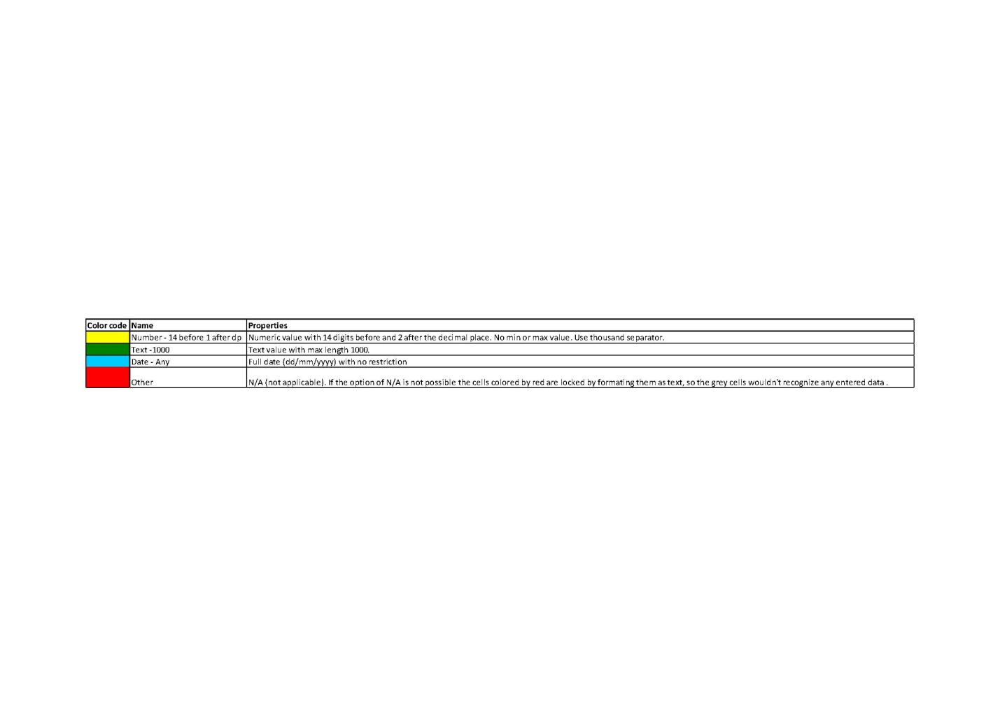 Color code Name Properties
Number - 14 before 1 after dp Numeric value with 14 digits before and 2 after the decimal place. No min or max value. Use thousand separator.
Text -1000 Text value with max length 1000.
Date - Any Full date (dd/mm/yyyy) with no restriction
Other N/A (not applicable). If the option of N/A is not possible the cells colored by red are locked by formating them as text, so the grey cells wouldn't recognize any entered data .